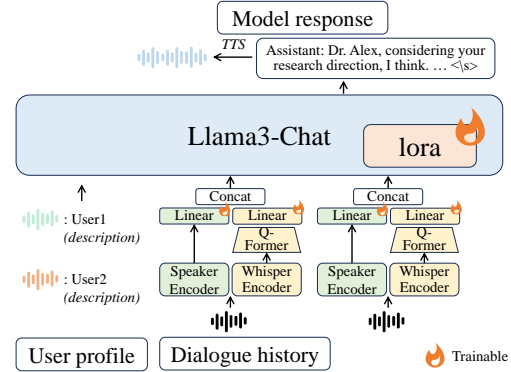 Model response
TTS
Assistant: Dr. Alex, considering your
research direction, I think. … <\s>
Llama3-Chat
lora
Concat
Concat
Linear
Linear
Linear
Linear
Q-
Former
Q-
Former
Speaker
Encoder
Whisper
Encoder
Speaker
Encoder
Whisper
Encoder
: User1
(description)
: User2
(description)
User profile
Dialogue history
Trainable